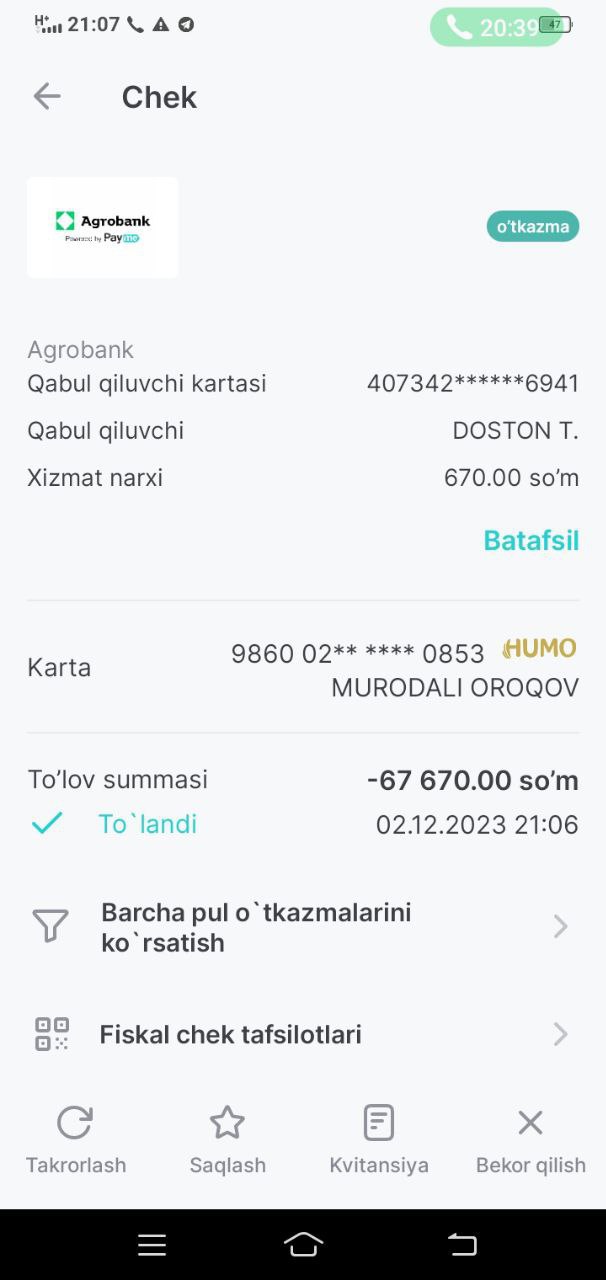 H+ 21:07 20:39 47
Chek
Agrobank
Powered by Payme
o'tkazma
Agrobank
Qabul qiluvchi kartasi 407342******6941
Qabul qiluvchi DOSTON T.
Xizmat narxi 670.00 so'm
Batafsil
Karta 9860 02** **** 0853 HUMO
MURODALI OROQOV
To'lov summasi -67 670.00 so'm
To`landi 02.12.2023 21:06
Barcha pul o`tkazmalarini
ko`rsatish
Fiskal chek tafsilotlari
Takrorlash Saqlash Kvitansiya Bekor qilish